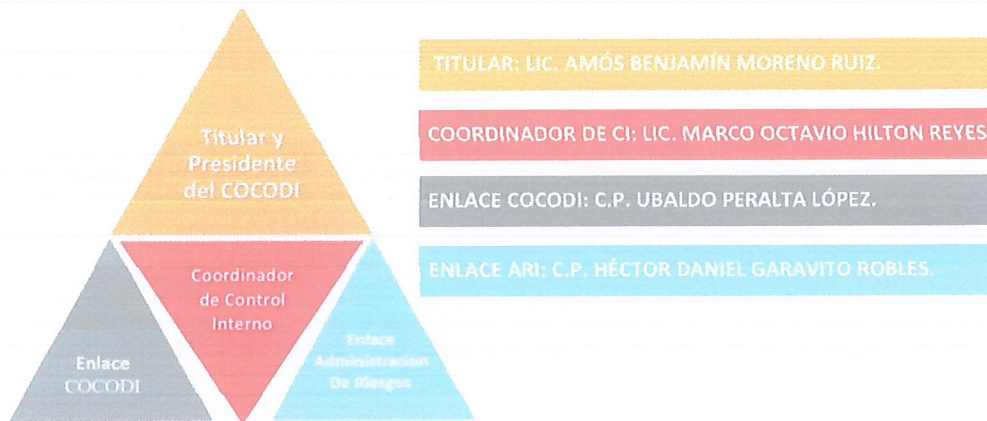 Titular y
Presidente
del COCODI
Coordinador
de Control
Interno
Enlace
COCODI
Enlace
Administración
De Riesgos
TITULAR: LIC. AMÓS BENJAMÍN MORENO RUIZ.
COORDINADOR DE CI: LIC. MARCO OCTAVIO HILTON REYES
ENLACE COCODI: C.P. UBALDO PERALTA LÓPEZ.
ENLACE ARI: C.P. HÉCTOR DANIEL GARAVITO ROBLES.